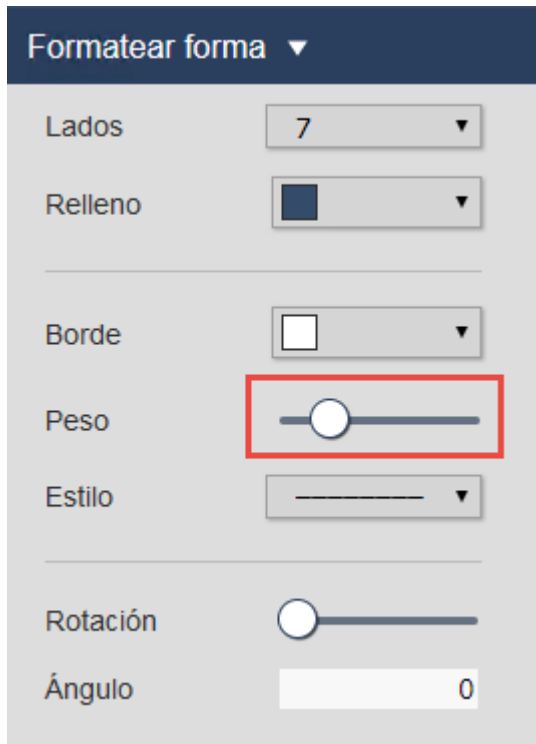 Formatear forma
Lados 7
Relleno
Borde
Peso
Estilo
Rotación
Ángulo 0